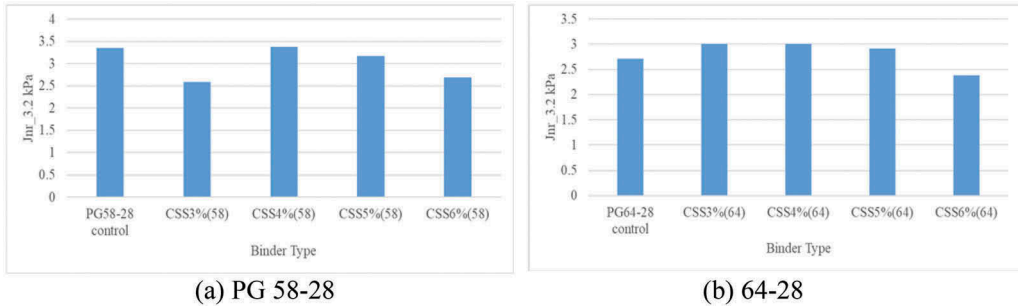 4
3.5
3
2.5
2
1.5
1
0.5
0
Jnr_3.2 kPa
PG58-28 control
CSS3%(58)
CSS4%(58)
CSS5%(58)
CSS6%(58)
Binder Type
(a) PG 58-28
3.5
3
2.5
2
1.5
1
0.5
0
Jnr_3.2 kPa
PG64-28 control
CSS3%(64)
CSS4%(64)
CSS5%(64)
CSS6%(64)
Binder Type
(b) 64-28